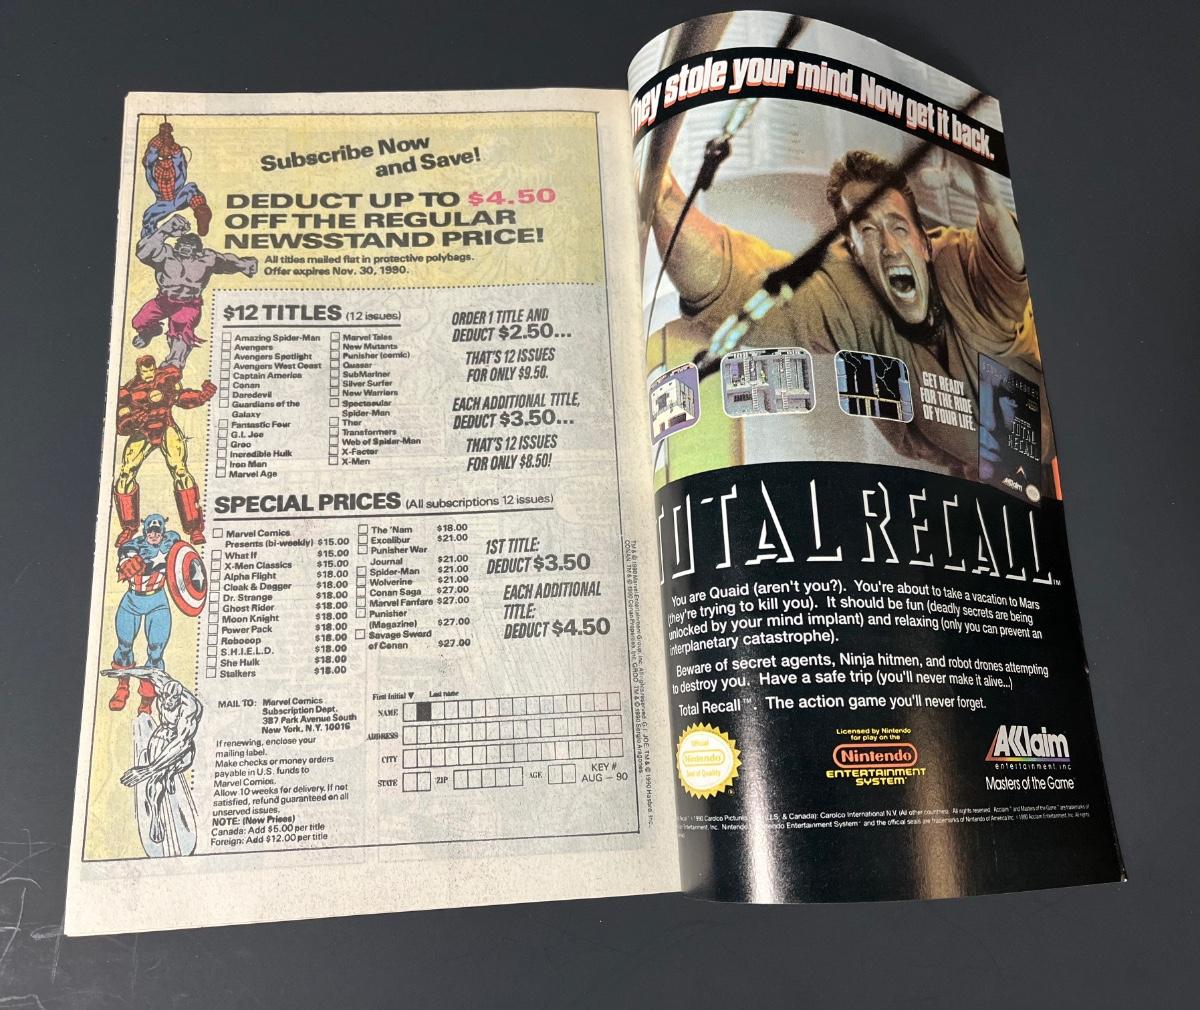 Subscribe Now
and Save!
DEDUCT UP TO $4.50
OFF THE REGULAR
NEWSSTAND PRICE!
All titles mailed flat in protective polybags.
Offer expires Nov. 30, 1990.
$12 TITLES (12 issues)
Amazing Spider-Man
Avengers
Avengers Spotlight
Avengers West Coast
Captain America
Conan
Daredevil
Guardians of the
Galaxy
Fantastic Four
G.I. Joe
Groo
Incredible Hulk
Iron Man
Marvel Age
Marvel Tales
New Mutants
Punisher (comic)
Quasar
SubMariner
Silver Surfer
New Warriors
Spectacular
Spider-Man
Thor
Transformers
Web of Spider-Man
X-Factor
X-Men
ORDER 1 TITLE AND
DEDUCT $2.50...
THAT'S 12 ISSUES
FOR ONLY $9.50.
EACH ADDITIONAL TITLE,
DEDUCT $3.50...
THAT'S 12 ISSUES
FOR ONLY $8.50!
SPECIAL PRICES (All subscriptions 12 issues)
Marvel Comics
Presents (bi-weekly) $15.00
What If $15.00
X-Men Classics $15.00
Alpha Flight $18.00
Cloak & Dagger $18.00
Dr. Strange $18.00
Ghost Rider $18.00
Moon Knight $18.00
Power Pack $18.00
Robocop $18.00
S.H.I.E.L.D. $18.00
She Hulk $18.00
Stalkers $18.00
The 'Nam $18.00
Excalibur $21.00
Punisher War
Journal $21.00
Spider-Man $21.00
Wolverine $21.00
Conan Saga $27.00
Marvel Fanfare $27.00
Punisher
(Magazine) $27.00
Savage Sword
of Conan $27.00
1ST TITLE:
DEDUCT $3.50
EACH ADDITIONAL
TITLE:
DEDUCT $4.50
MAIL TO: Marvel Comics
Subscription Dept.
387 Park Avenue South
New York, N.Y. 10016
If renewing, enclose your
mailing label.
Make checks or money orders
payable in U.S. funds to
Marvel Comics.
Allow 10 weeks for delivery. If not
satisfied, refund guaranteed on all
unserved issues.
NOTE: (New Prices)
Canada: Add $5.00 per title
Foreign: Add $12.00 per title
First Initial ▼ Last name
NAME
ADDRESS
CITY
STATE ZIP AGE
KEY #
AUG – 90
They stole your mind. Now get it back.
GET READY
FOR THE RIDE
OF YOUR LIFE.
TOTAL
RECALL
TOTAL RECALL™
You are Quaid (aren't you?). You're about to take a vacation to Mars
(they're trying to kill you). It should be fun (deadly secrets are being
unlocked by your mind implant) and relaxing (only you can prevent an
interplanetary catastrophe).
Beware of secret agents, Ninja hitmen, and robot drones attempting
to destroy you. Have a safe trip (you'll never make it alive...)
Total Recall™ The action game you'll never forget.
Official
Nintendo
Seal of Quality
Licensed by Nintendo
for play on the
Nintendo
ENTERTAINMENT
SYSTEM
AKlaim
entertainment, inc.
Masters of the Game